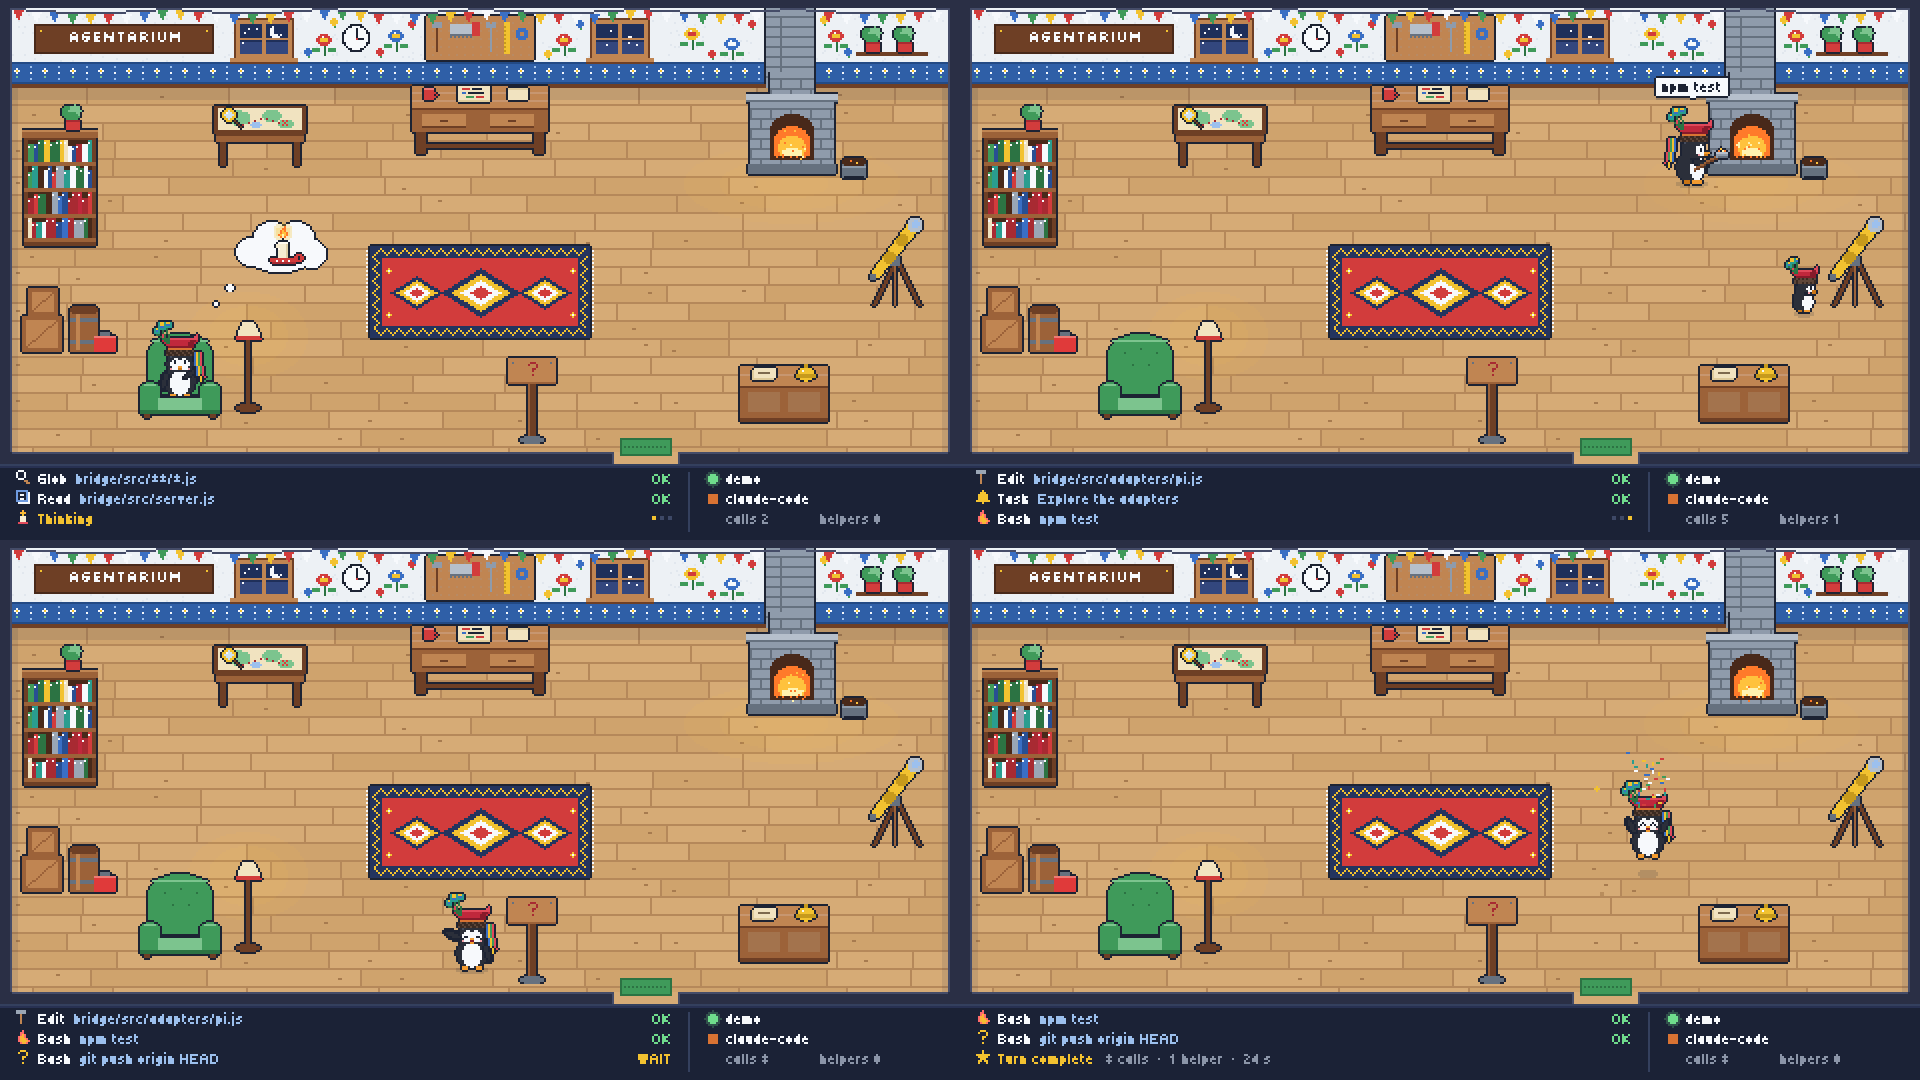 AGENTARIUM
?
Glob bridge/src/**/*.js OK
Read bridge/src/server.js OK
Thinking
demo
claude-code
calls 2 helpers 0
AGENTARIUM
npm test
?
Edit bridge/src/adapters/pi.js OK
Task Explore the adapters OK
Bash npm test
demo
claude-code
calls 5 helpers 1
AGENTARIUM
?
Edit bridge/src/adapters/pi.js OK
Bash npm test OK
? Bash git push origin HEAD WAIT
demo
claude-code
calls helpers 0
AGENTARIUM
?
Bash npm test OK
? Bash git push origin HEAD OK
Turn complete calls · 1 helper · 24 s
demo
claude-code
calls helpers 0